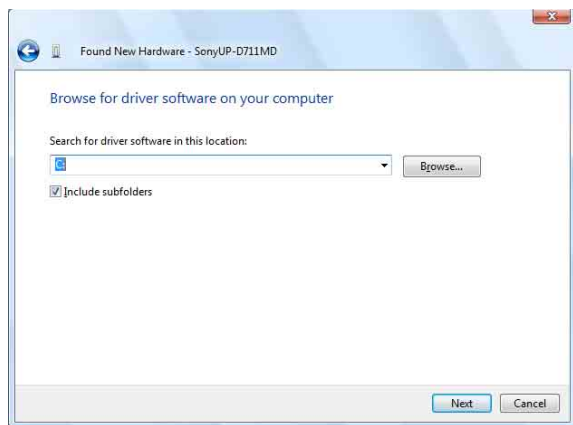 Found New Hardware - SonyUP-D711MD
Browse for driver software on your computer
Search for driver software in this location:
C:
Browse...
Include subfolders
Next
Cancel